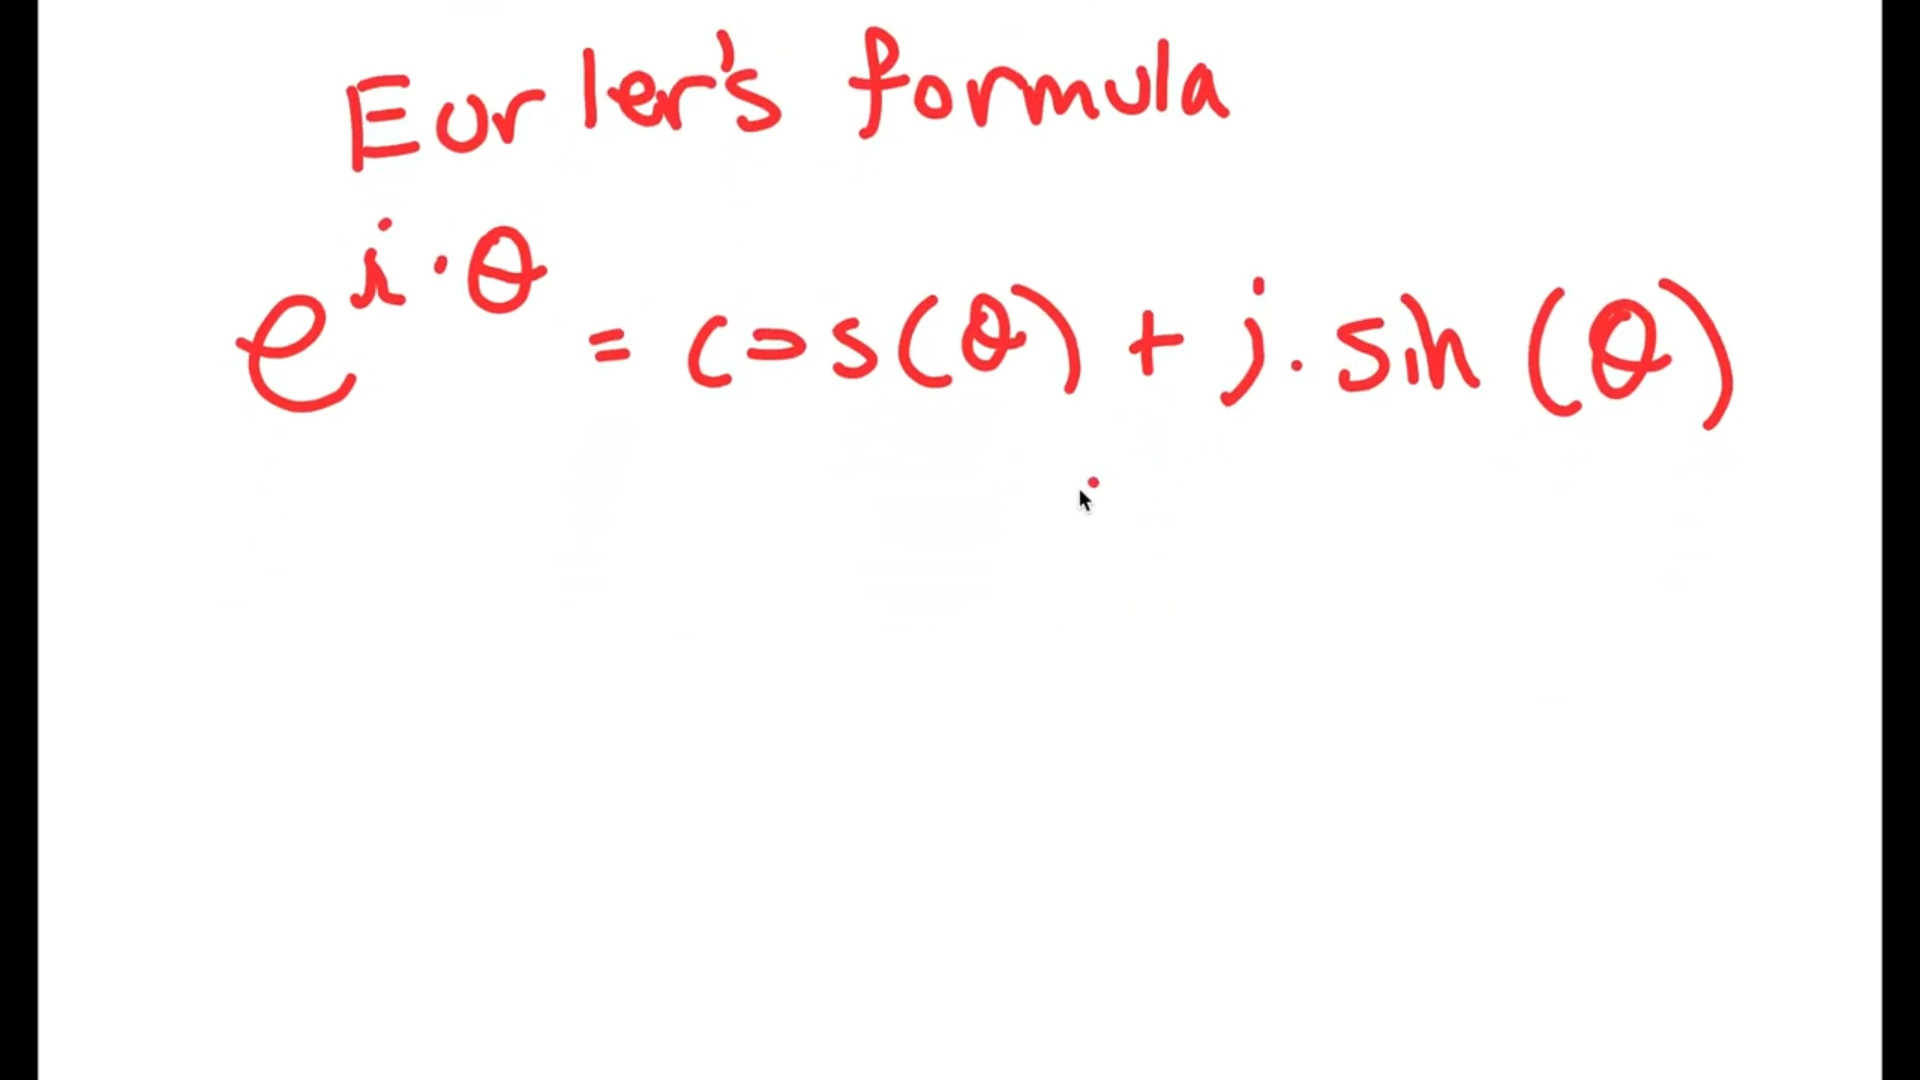 Eurler's formula
e^{i·θ} = cos(θ) + j. sin (θ)